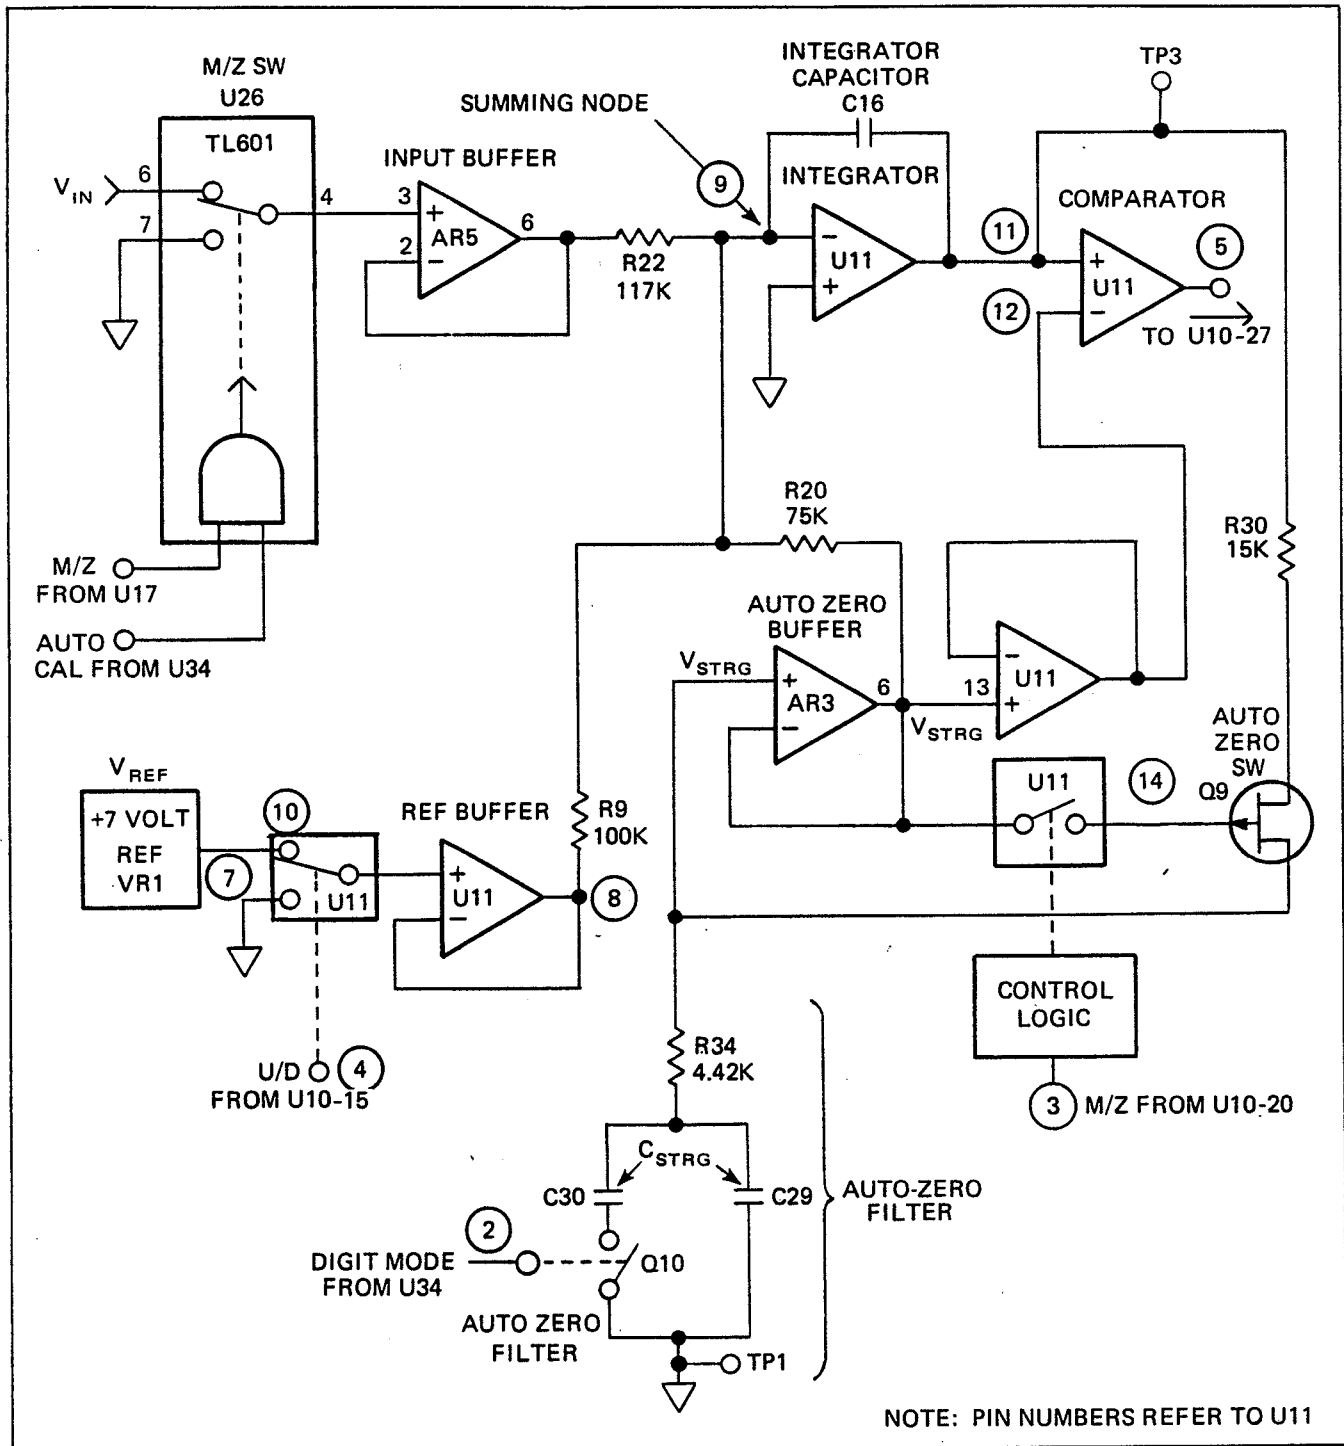 M/Z SW
U26
TL601
V_IN
6
7
4
INPUT BUFFER
3
+
AR5
2
−
6
R22
117K
SUMMING NODE
9
INTEGRATOR
CAPACITOR
C16
INTEGRATOR
−
U11
+
11
12
TP3
COMPARATOR
+
U11
−
5
TO U10-27
M/Z
FROM U17
AUTO
CAL FROM U34
R20
75K
R30
15K
AUTO ZERO
BUFFER
V_STRG
+
AR3
−
6
V_STRG
13
−
U11
+
AUTO
ZERO
SW
Q9
U11
14
V_REF
+7 VOLT
REF
VR1
10
7
U11
REF BUFFER
+
U11
−
R9
100K
8
U/D
4
FROM U10-15
CONTROL
LOGIC
3
M/Z FROM U10-20
R34
4.42K
C_STRG
C30
C29
AUTO-ZERO
FILTER
2
DIGIT MODE
FROM U34
Q10
AUTO ZERO
FILTER
TP1
NOTE: PIN NUMBERS REFER TO U11